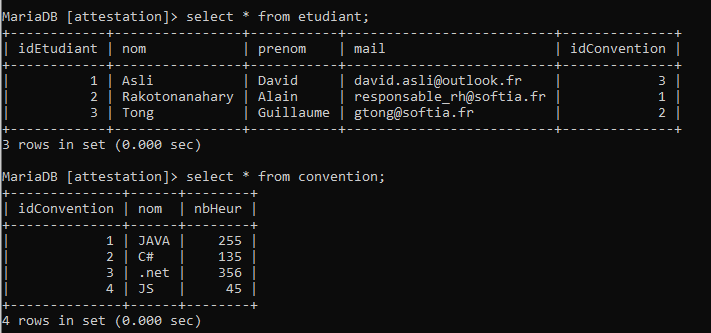 MariaDB [attestation]> select * from etudiant;
+------------+----------------+-----------+--------------------------+--------------+
| idEtudiant | nom            | prenom    | mail                     | idConvention |
+------------+----------------+-----------+--------------------------+--------------+
|          1 | Asli           | David     | david.asli@outlook.fr    |            3 |
|          2 | Rakotonanahary | Alain     | responsable_rh@softia.fr |            1 |
|          3 | Tong           | Guillaume | gtong@softia.fr          |            2 |
+------------+----------------+-----------+--------------------------+--------------+
3 rows in set (0.000 sec)
MariaDB [attestation]> select * from convention;
+--------------+------+--------+
| idConvention | nom  | nbHeur |
+--------------+------+--------+
|            1 | JAVA |    255 |
|            2 | C#   |    135 |
|            3 | .net |    356 |
|            4 | JS   |     45 |
+--------------+------+--------+
4 rows in set (0.000 sec)